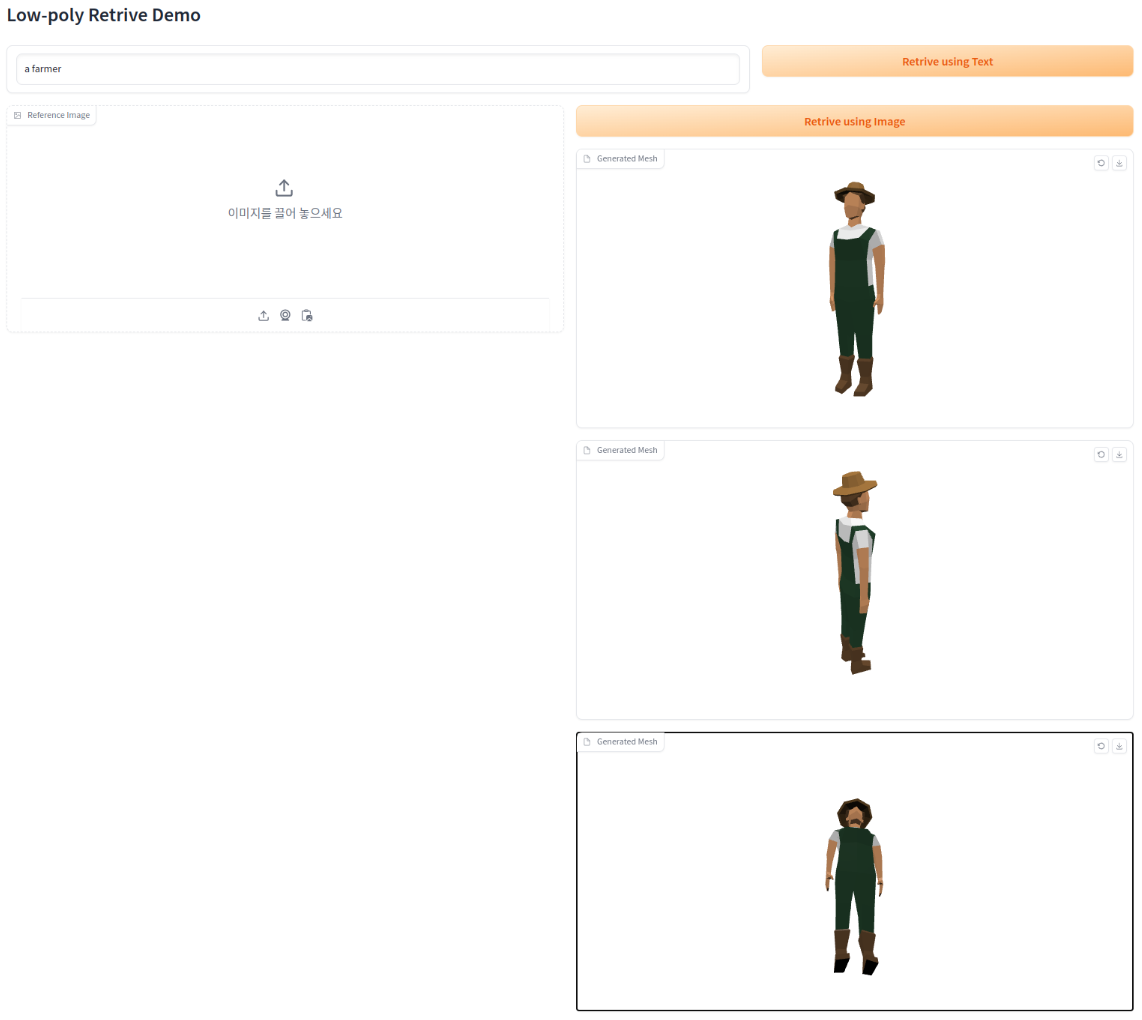 Low-poly Retrive Demo
a farmer
Retrive using Text
Reference Image
이미지를 끌어 놓으세요
Retrive using Image
Generated Mesh
Generated Mesh
Generated Mesh